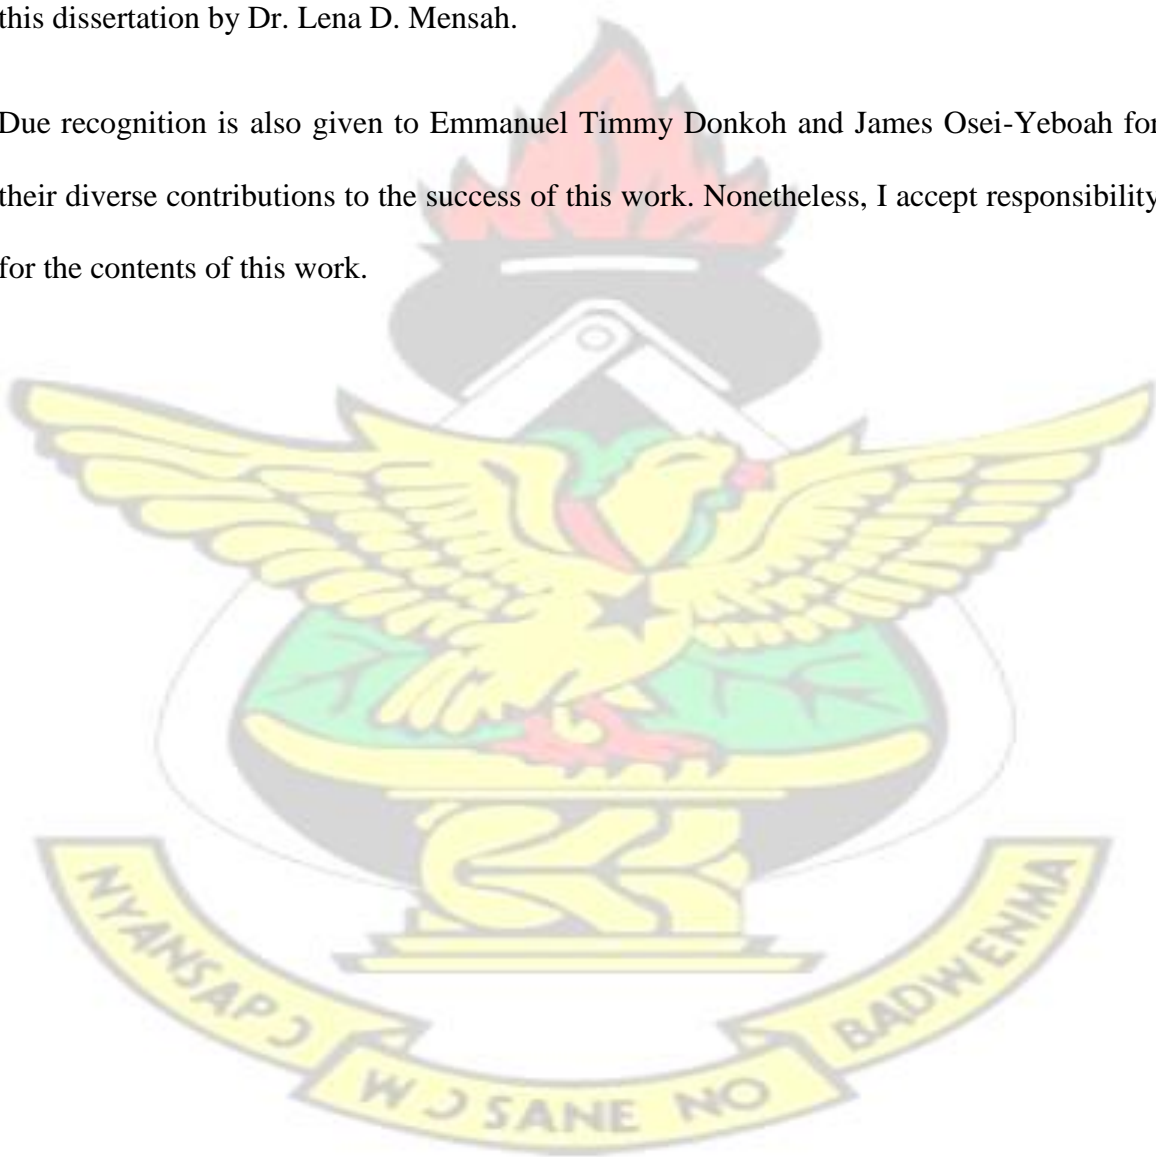 this dissertation by Dr. Lena D. Mensah.
Due recognition is also given to Emmanuel Timmy Donkoh and James Osei-Yeboah for
their diverse contributions to the success of this work. Nonetheless, I accept responsibility
for the contents of this work.
NYANSAPƆ
WƆ SANE NO
BADWENMA